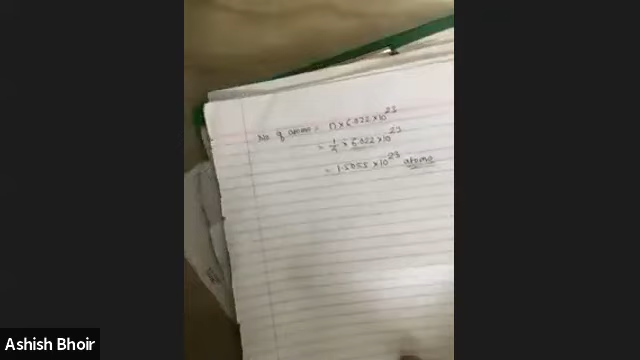 No of atoms = n × 6.022 × 10²³
= 1/4 × 6.022 × 10²³
= 1.5055 × 10²³ atoms
Ashish Bhoir